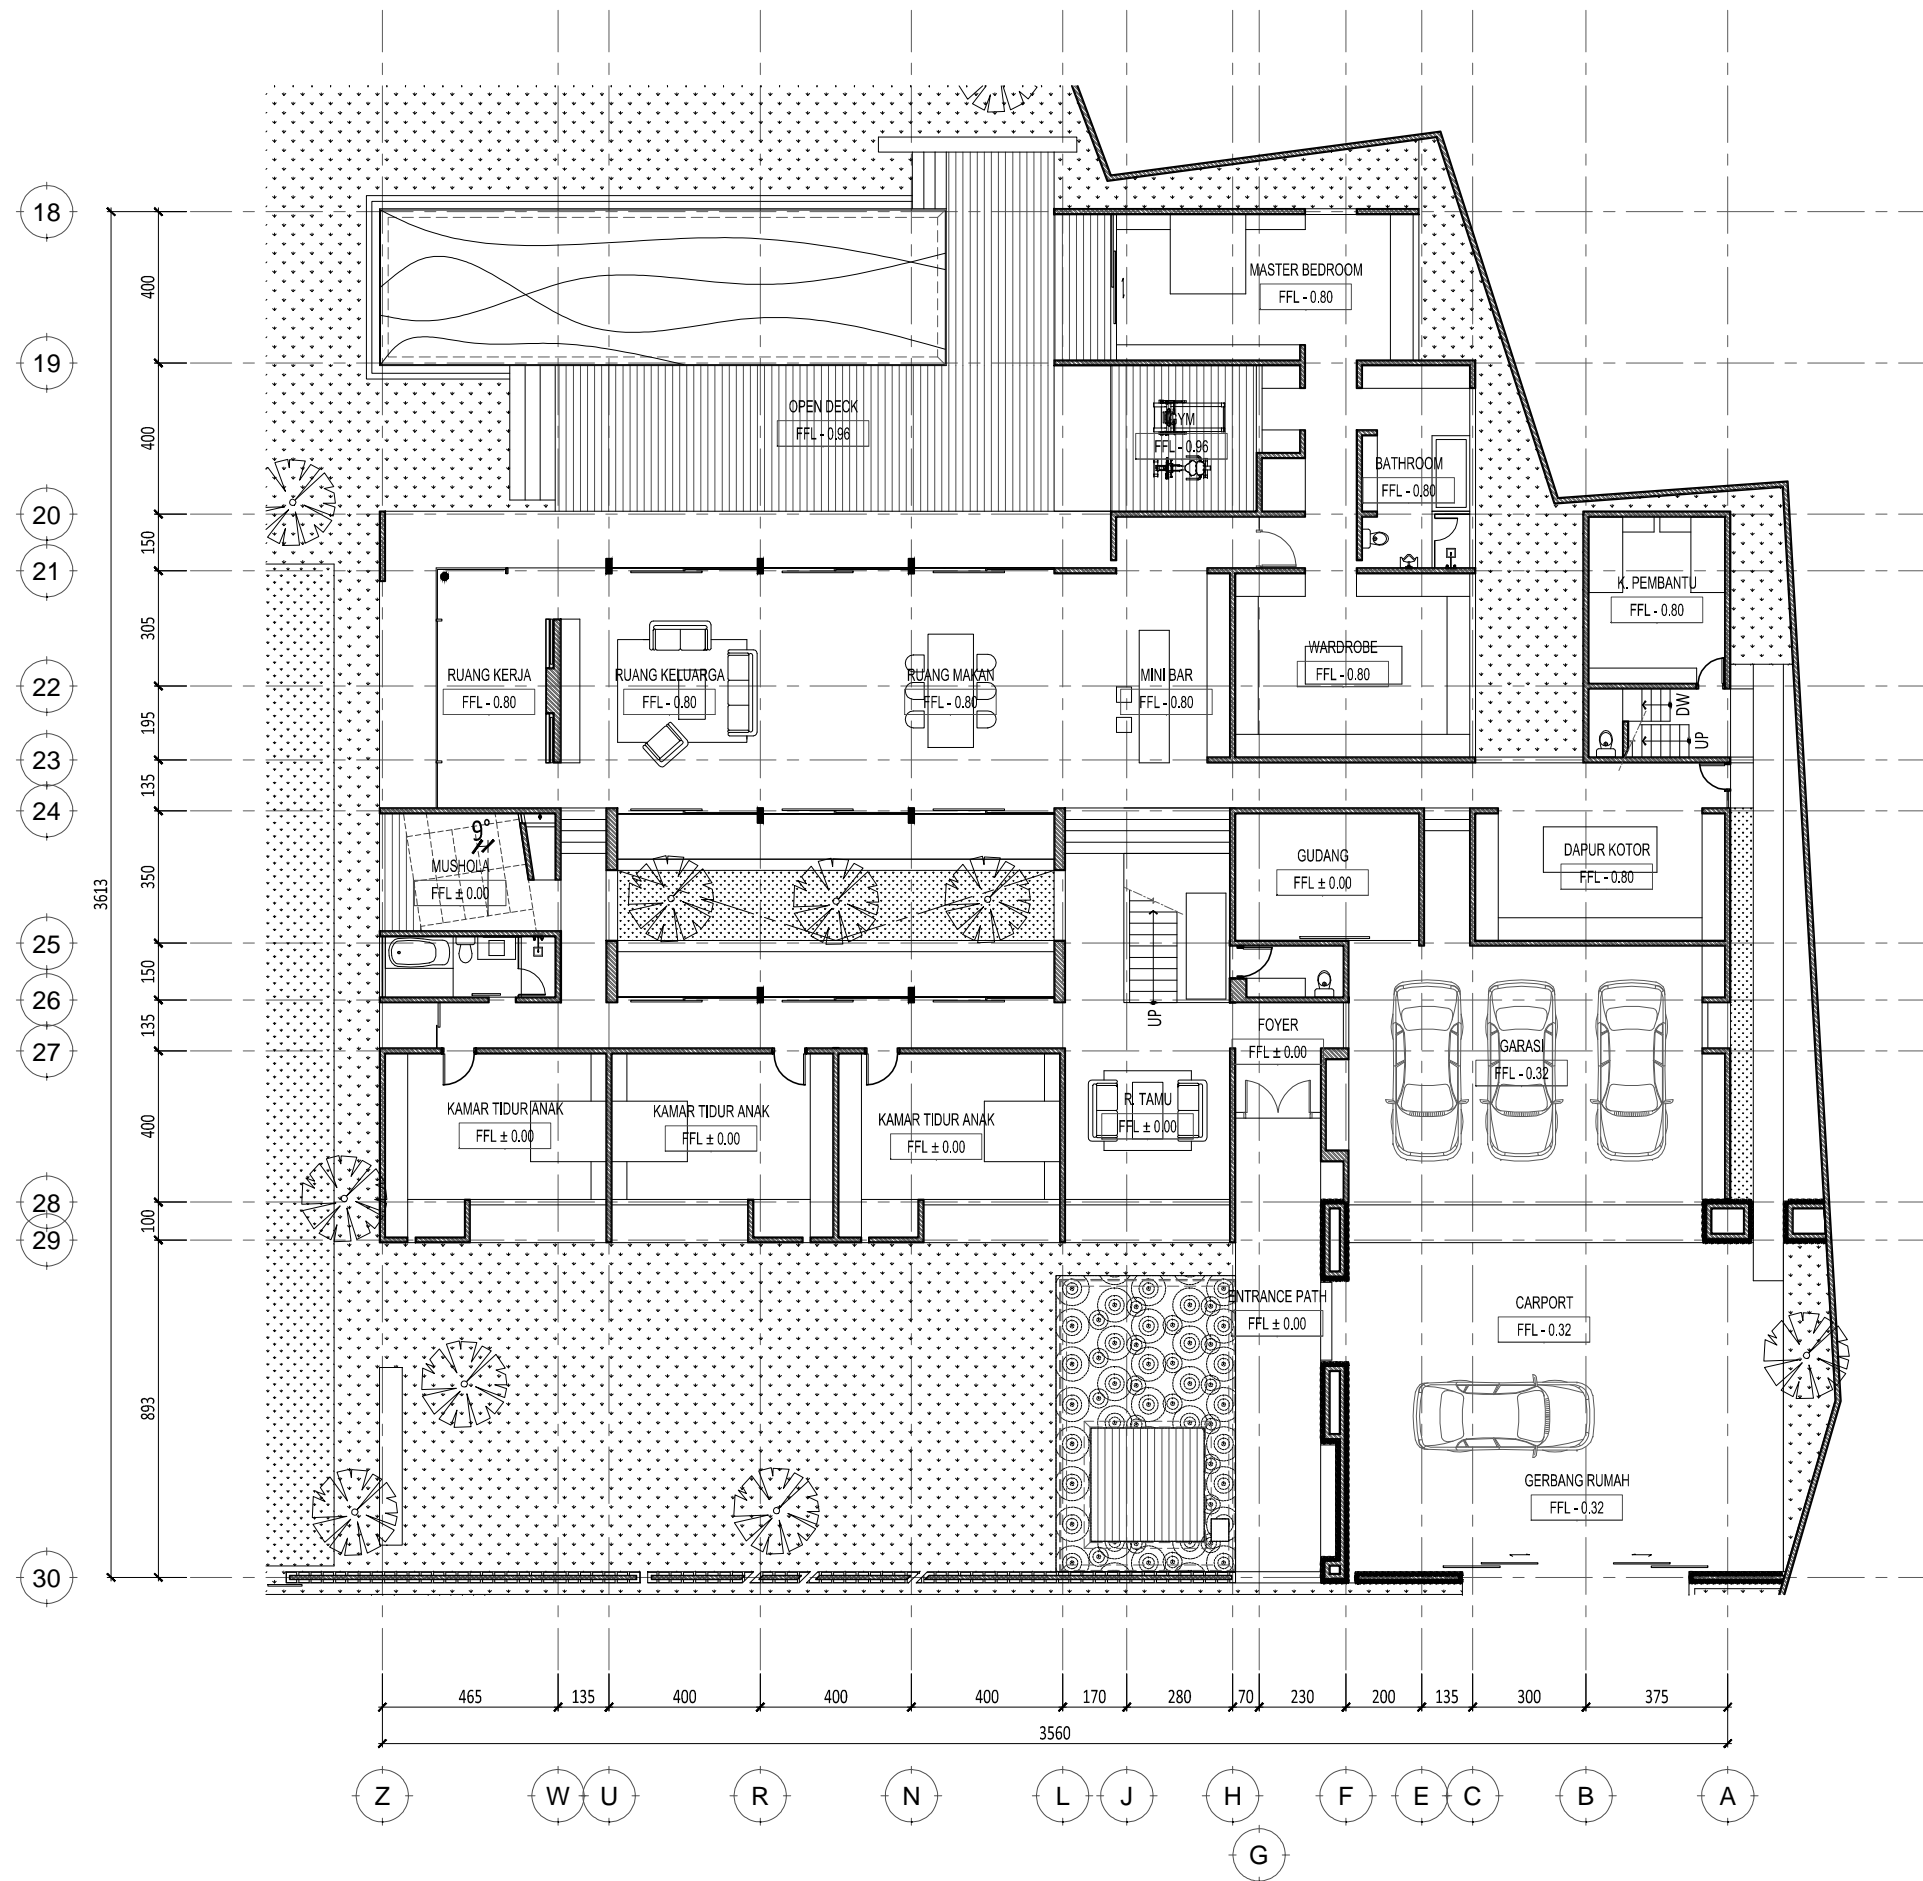 18
19
20
21
22
23
24
25
26
27
28
29
30
3613
400
400
150
305
195
135
350
150
135
400
100
893
MASTER BEDROOM
FFL - 0.80
OPEN DECK
FFL - 0.96
GYM
FFL - 0.96
BATHROOM
FFL - 0.80
K. PEMBANTU
FFL - 0.80
RUANG KERJA
FFL - 0.80
RUANG KELUARGA
FFL - 0.80
RUANG MAKAN
FFL - 0.80
MINI BAR
FFL - 0.80
WARDROBE
FFL - 0.80
DW
UP
9°
MUSHOLA
FFL ± 0.00
GUDANG
FFL ± 0.00
DAPUR KOTOR
FFL - 0.80
UP
FOYER
FFL ± 0.00
GARASI
FFL - 0.32
KAMAR TIDUR ANAK
FFL ± 0.00
KAMAR TIDUR ANAK
FFL ± 0.00
KAMAR TIDUR ANAK
FFL ± 0.00
R. TAMU
FFL ± 0.00
ENTRANCE PATH
FFL ± 0.00
CARPORT
FFL - 0.32
GERBANG RUMAH
FFL - 0.32
465 135 400 400 400 170 280 70 230 200 135 300 375
3560
Z W U R N L J H F E C B A
G